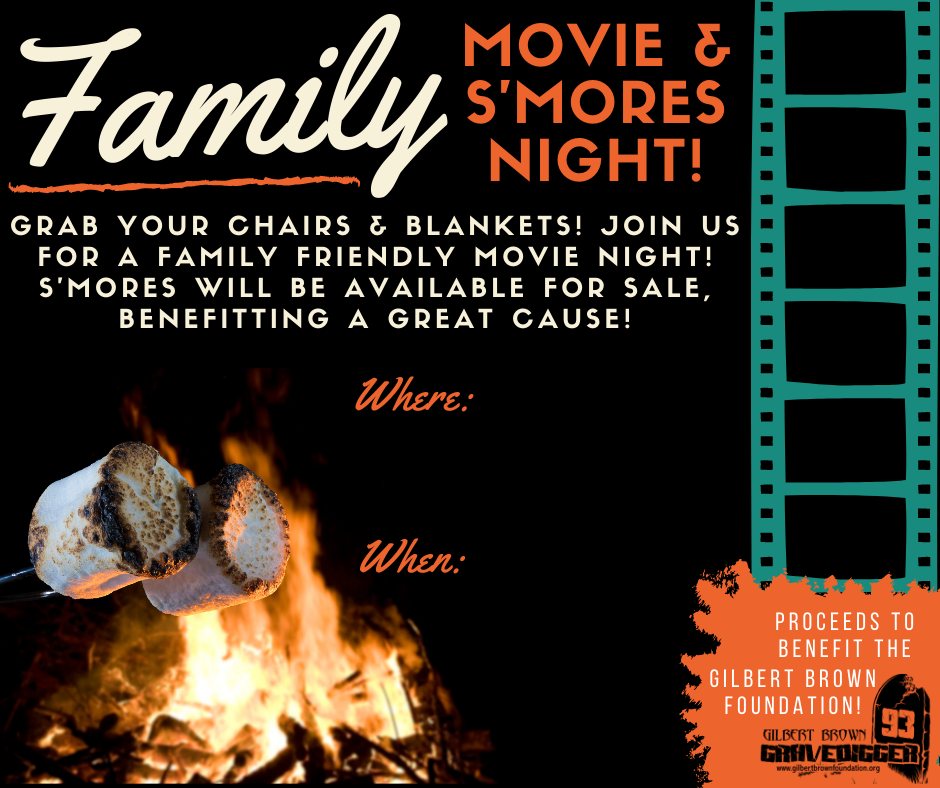 Family
MOVIE &
S'MORES
NIGHT!
GRAB YOUR CHAIRS & BLANKETS! JOIN US
FOR A FAMILY FRIENDLY MOVIE NIGHT!
S'MORES WILL BE AVAILABLE FOR SALE,
BENEFITTING A GREAT CAUSE!
Where:
When:
PROCEEDS TO
BENEFIT THE
GILBERT BROWN
FOUNDATION!
93
GILBERT BROWN
GRAVEDIGGER
www.gilbertbrownfoundation.org